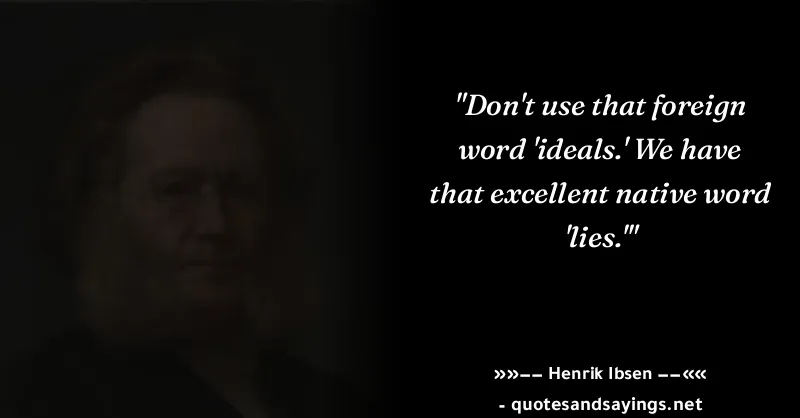 "Don't use that foreign
word 'ideals.' We have
that excellent native word
'lies.'"
»»–– Henrik Ibsen ––««
- quotesandsayings.net